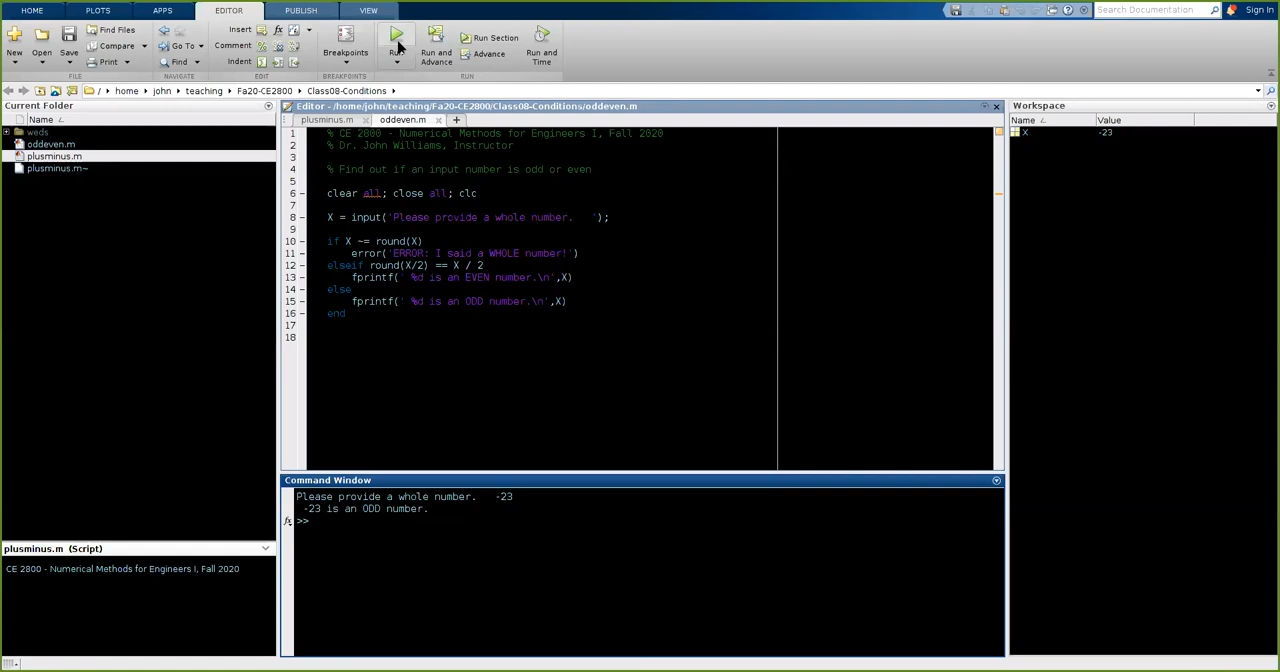 HOME PLOTS APPS EDITOR PUBLISH VIEW Search Documentation Sign In
New Open Save Find Files Compare Print Go To Find Insert fx Comment % Indent Breakpoints Run Run and Advance Run Section Advance Run and Time
FILE NAVIGATE EDIT BREAKPOINTS RUN
/ home john teaching Fa20-CE2800 Class08-Conditions
Current Folder
Name
weds
oddeven.m
plusminus.m
plusminus.m~
plusminus.m (Script)
CE 2800 - Numerical Methods for Engineers I, Fall 2020
Editor - /home/john/teaching/Fa20-CE2800/Class08-Conditions/oddeven.m
plusminus.m oddeven.m +
1 % CE 2800 - Numerical Methods for Engineers I, Fall 2020
2 % Dr. John Williams, Instructor
3
4 % Find out if an input number is odd or even
5
6 – clear all; close all; clc
7
8 – X = input('Please provide a whole number.   ');
9
10 – if X ~= round(X)
11 – error('ERROR: I said a WHOLE number!')
12 – elseif round(X/2) == X / 2
13 – fprintf(' %d is an EVEN number.\n',X)
14 – else
15 – fprintf(' %d is an ODD number.\n',X)
16 – end
17
18
Command Window
Please provide a whole number.   -23
-23 is an ODD number.
fx >>
Workspace
Name Value
X -23